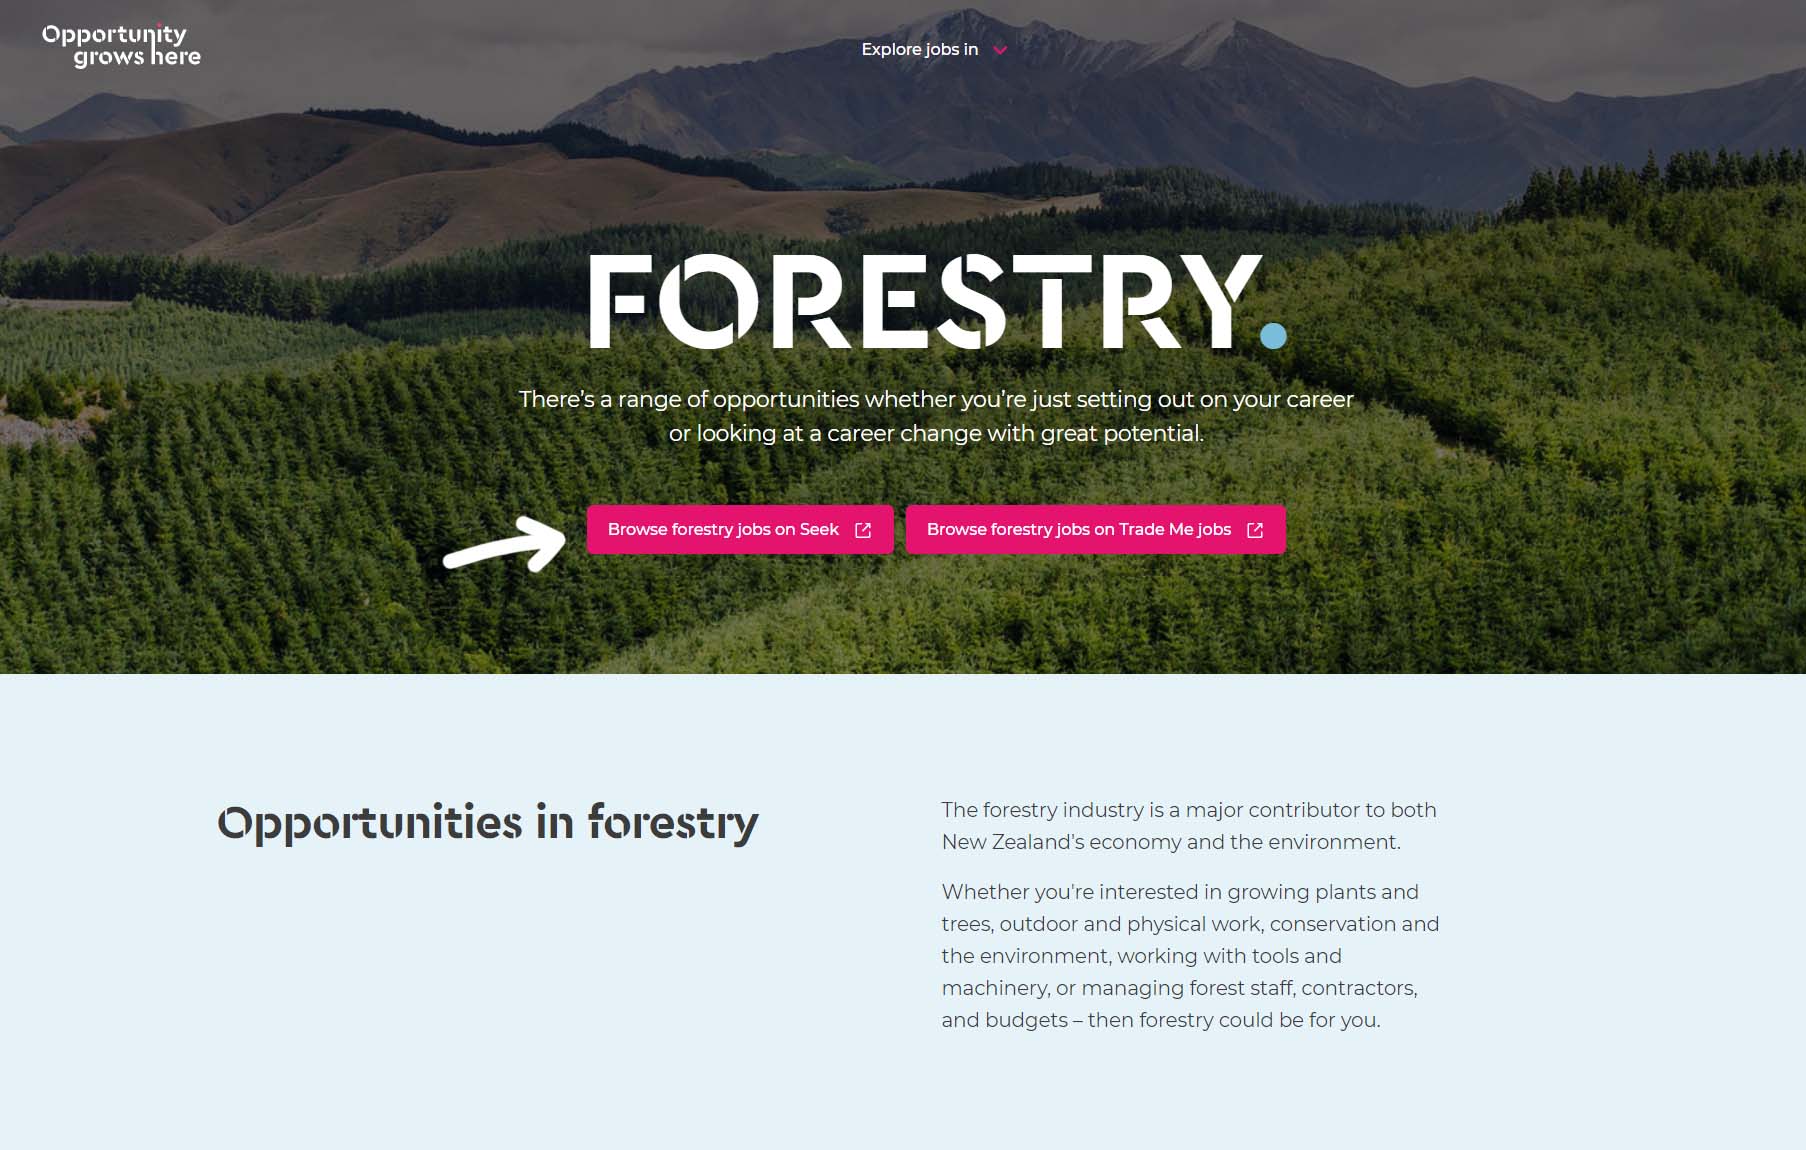 Opportunity
grows here
Explore jobs in
FORESTRY.
There’s a range of opportunities whether you’re just setting out on your career
or looking at a career change with great potential.
Browse forestry jobs on Seek
Browse forestry jobs on Trade Me jobs
Opportunities in forestry
The forestry industry is a major contributor to both
New Zealand's economy and the environment.
Whether you're interested in growing plants and
trees, outdoor and physical work, conservation and
the environment, working with tools and
machinery, or managing forest staff, contractors,
and budgets – then forestry could be for you.